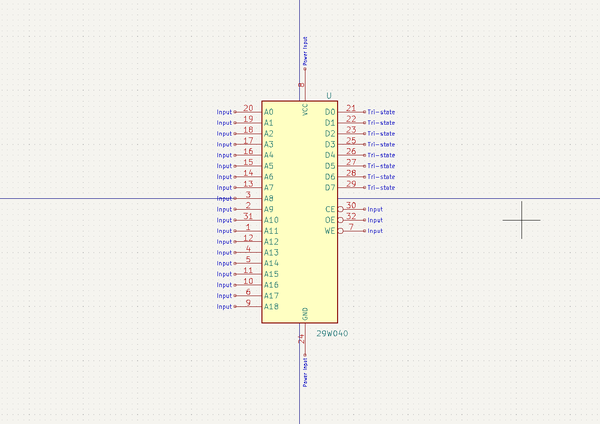 Power Input
8
U
VCC
Input 20 A0 D0 21 Tri-state
Input 19 A1 D1 22 Tri-state
Input 18 A2 D2 23 Tri-state
Input 17 A3 D3 25 Tri-state
Input 16 A4 D4 26 Tri-state
Input 15 A5 D5 27 Tri-state
Input 14 A6 D6 28 Tri-state
Input 13 A7 D7 29 Tri-state
Input 3 A8
Input 2 A9 CE 30 Input
Input 31 A10 OE 32 Input
Input 1 A11 WE 7 Input
Input 12 A12
Input 4 A13
Input 5 A14
Input 11 A15
Input 10 A16
Input 6 A17
Input 9 A18
GND
24
29W040
Power Input